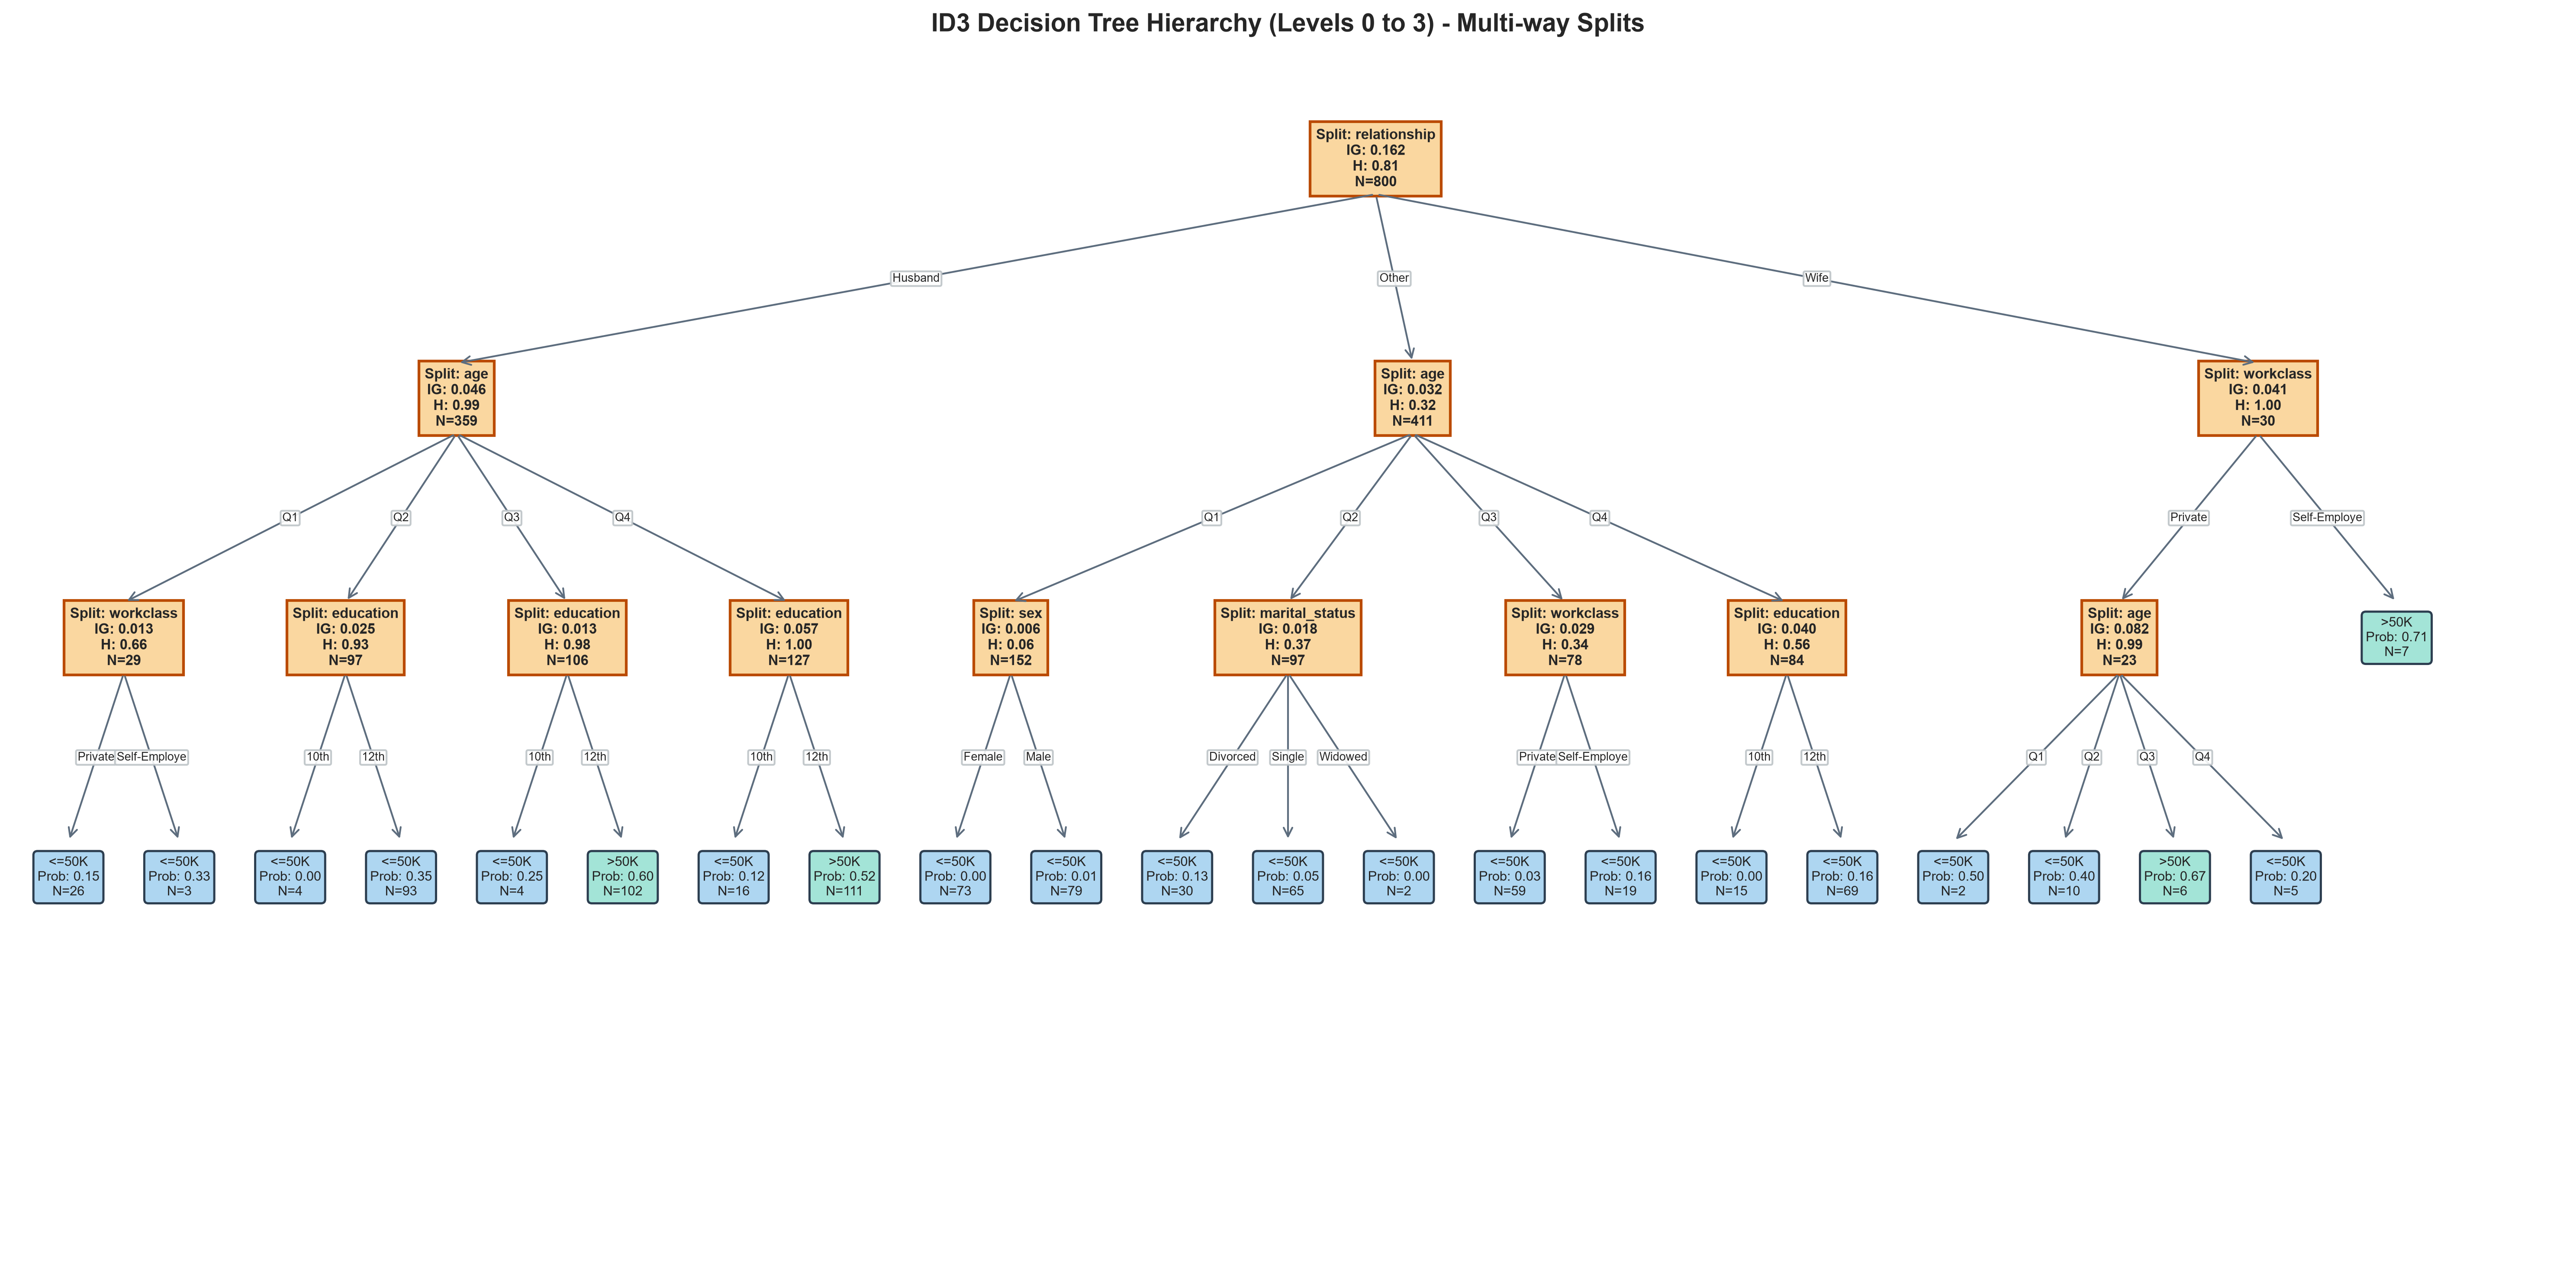 ID3 Decision Tree Hierarchy (Levels 0 to 3) - Multi-way Splits
Split: relationship
IG: 0.162
H: 0.81
N=800
Husband
Other
Wife
Split: age
IG: 0.046
H: 0.99
N=359
Split: age
IG: 0.032
H: 0.32
N=411
Split: workclass
IG: 0.041
H: 1.00
N=30
Q1
Q2
Q3
Q4
Q1
Q2
Q3
Q4
Private
Self-Employe
Split: workclass
IG: 0.013
H: 0.66
N=29
Split: education
IG: 0.025
H: 0.93
N=97
Split: education
IG: 0.013
H: 0.98
N=106
Split: education
IG: 0.057
H: 1.00
N=127
Split: sex
IG: 0.006
H: 0.06
N=152
Split: marital_status
IG: 0.018
H: 0.37
N=97
Split: workclass
IG: 0.029
H: 0.34
N=78
Split: education
IG: 0.040
H: 0.56
N=84
Split: age
IG: 0.082
H: 0.99
N=23
>50K
Prob: 0.71
N=7
Private
Self-Employe
10th
12th
10th
12th
10th
12th
Female
Male
Divorced
Single
Widowed
Private
Self-Employe
10th
12th
Q1
Q2
Q3
Q4
<=50K
Prob: 0.15
N=26
<=50K
Prob: 0.33
N=3
<=50K
Prob: 0.00
N=4
<=50K
Prob: 0.35
N=93
<=50K
Prob: 0.25
N=4
>50K
Prob: 0.60
N=102
<=50K
Prob: 0.12
N=16
>50K
Prob: 0.52
N=111
<=50K
Prob: 0.00
N=73
<=50K
Prob: 0.01
N=79
<=50K
Prob: 0.13
N=30
<=50K
Prob: 0.05
N=65
<=50K
Prob: 0.00
N=2
<=50K
Prob: 0.03
N=59
<=50K
Prob: 0.16
N=19
<=50K
Prob: 0.00
N=15
<=50K
Prob: 0.16
N=69
<=50K
Prob: 0.50
N=2
<=50K
Prob: 0.40
N=10
>50K
Prob: 0.67
N=6
<=50K
Prob: 0.20
N=5